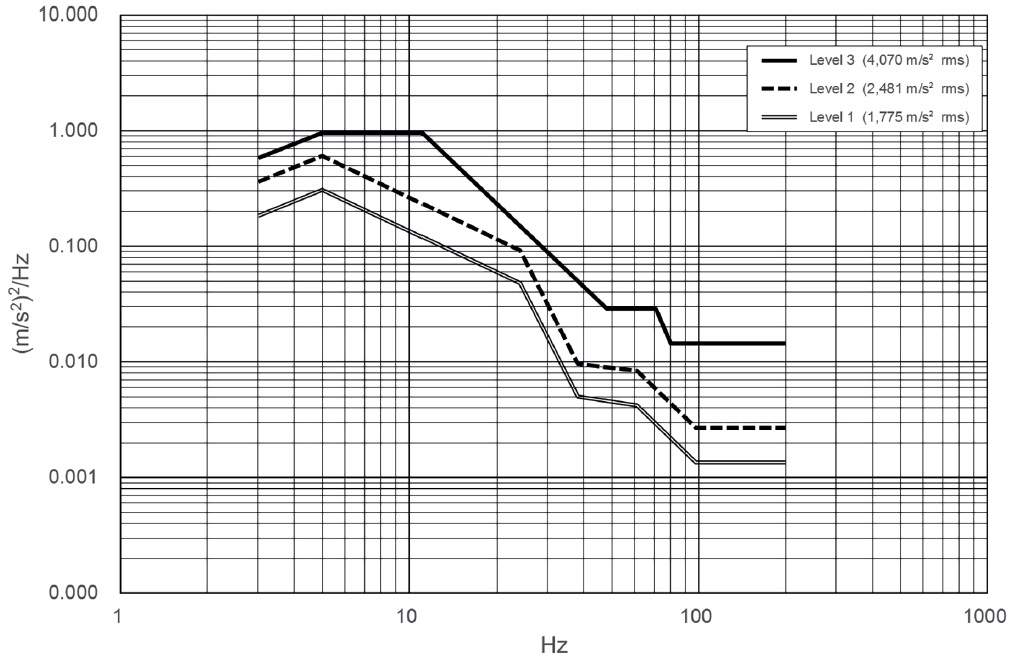 10.000
Level 3 (4,070 m/s² rms)
Level 2 (2,481 m/s² rms)
Level 1 (1,775 m/s² rms)
1.000
0.100
(m/s²)²/Hz
0.010
0.001
0.000
1 10 100 1000
Hz